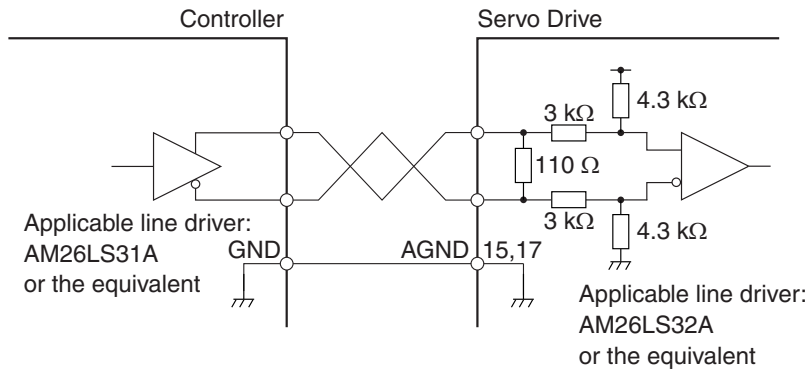 Controller
Servo Drive
4.3 kΩ
3 kΩ
110 Ω
3 kΩ
4.3 kΩ
Applicable line driver:
AM26LS31A
or the equivalent
GND
AGND
15,17
Applicable line driver:
AM26LS32A
or the equivalent